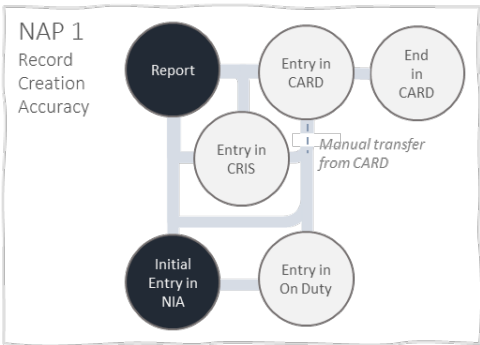 NAP 1
Record
Creation
Accuracy
Report
Entry in
CARD
End
in
CARD
Entry in
CRIS
Manual transfer
from CARD
Initial
Entry in
NIA
Entry in
On Duty